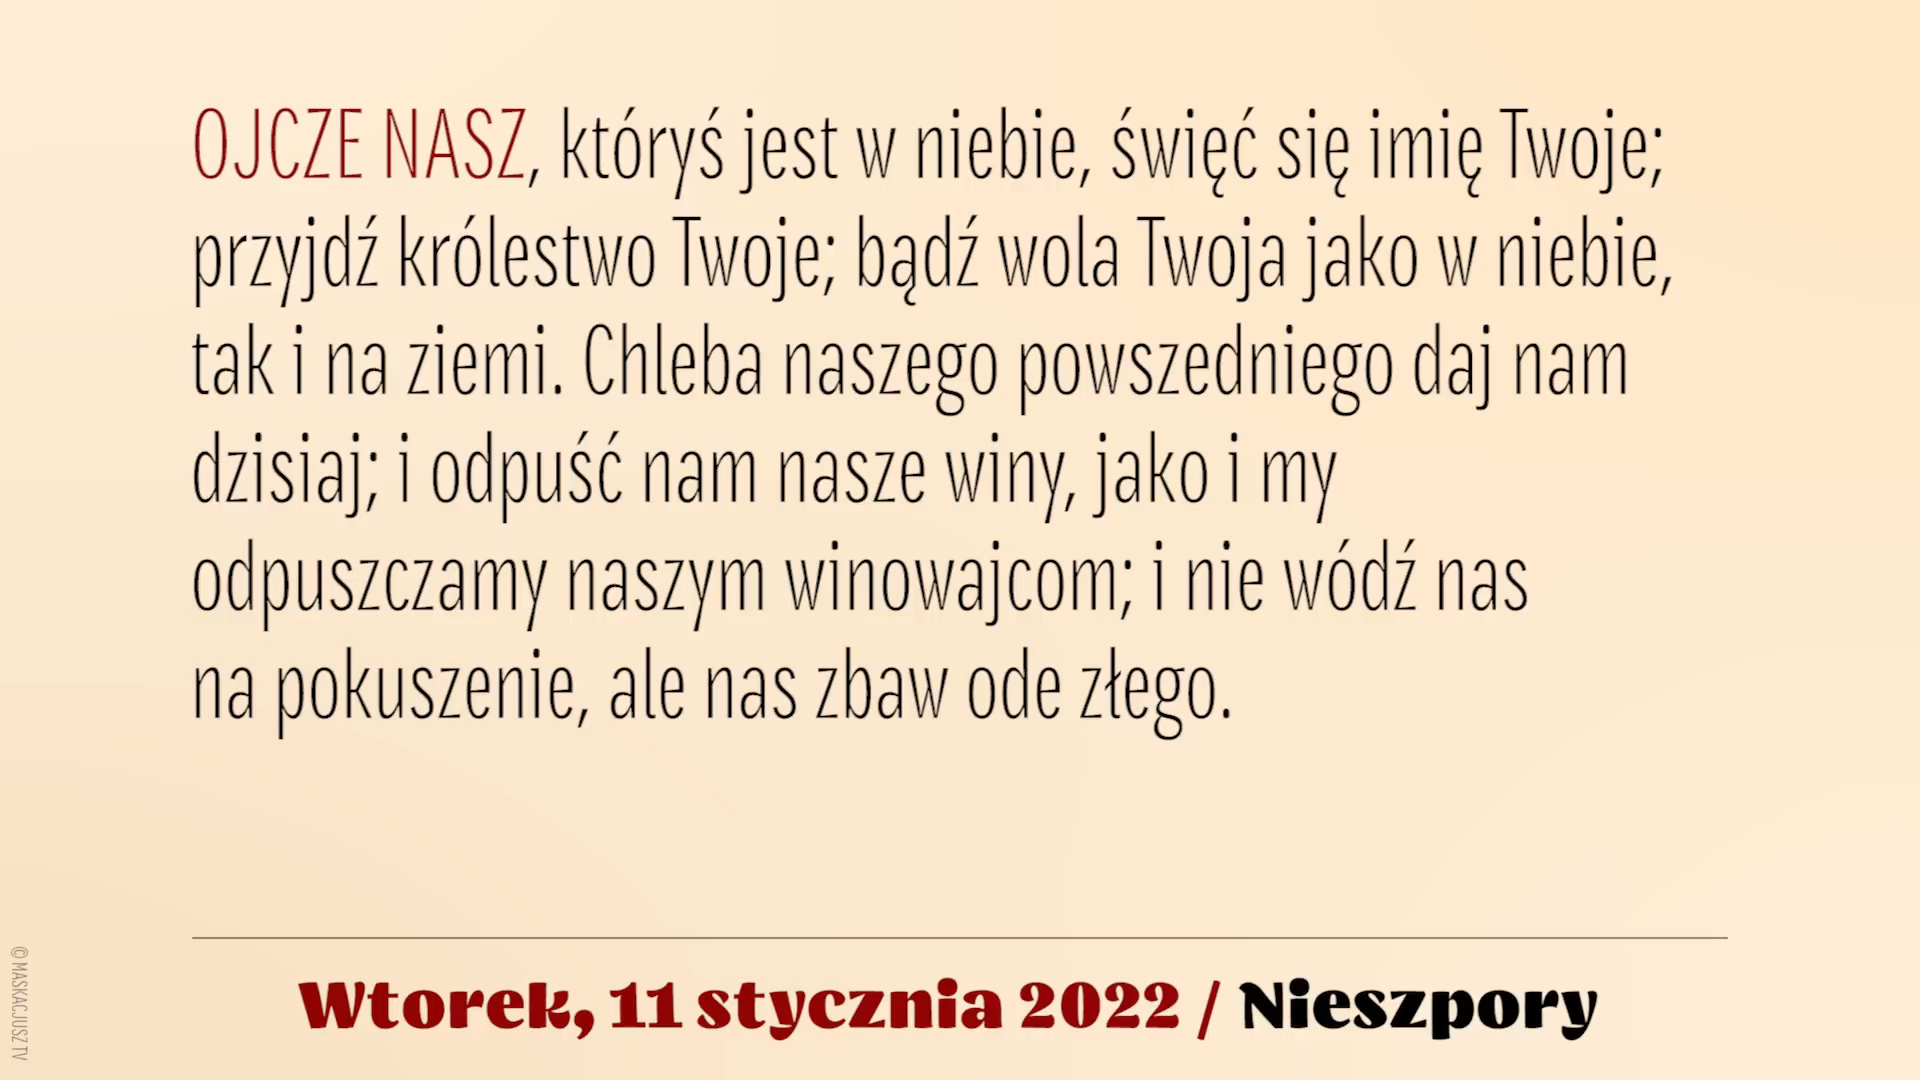 OJCZE NASZ, któryś jest w niebie, święć się imię Twoje;
przyjdź królestwo Twoje; bądź wola Twoja jako w niebie,
tak i na ziemi. Chleba naszego powszedniego daj nam
dzisiaj; i odpuść nam nasze winy, jako i my
odpuszczamy naszym winowajcom; i nie wódź nas
na pokuszenie, ale nas zbaw ode złego.
Wtorek, 11 stycznia 2022 / Nieszpory
© MASKACJUSZ TV